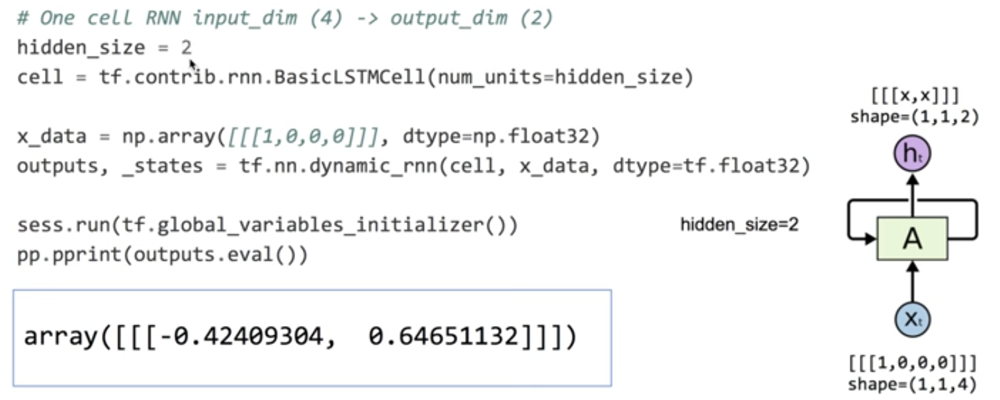 # One cell RNN input_dim (4) -> output_dim (2)
hidden_size = 2
cell = tf.contrib.rnn.BasicLSTMCell(num_units=hidden_size)
x_data = np.array([[[1,0,0,0]]], dtype=np.float32)
outputs, _states = tf.nn.dynamic_rnn(cell, x_data, dtype=tf.float32)
sess.run(tf.global_variables_initializer())
pp.pprint(outputs.eval())
array([[[-0.42409304, 0.64651132]]])
[[[x,x]]]
shape=(1,1,2)
hₜ
hidden_size=2
A
xₜ
[[[1,0,0,0]]]
shape=(1,1,4)